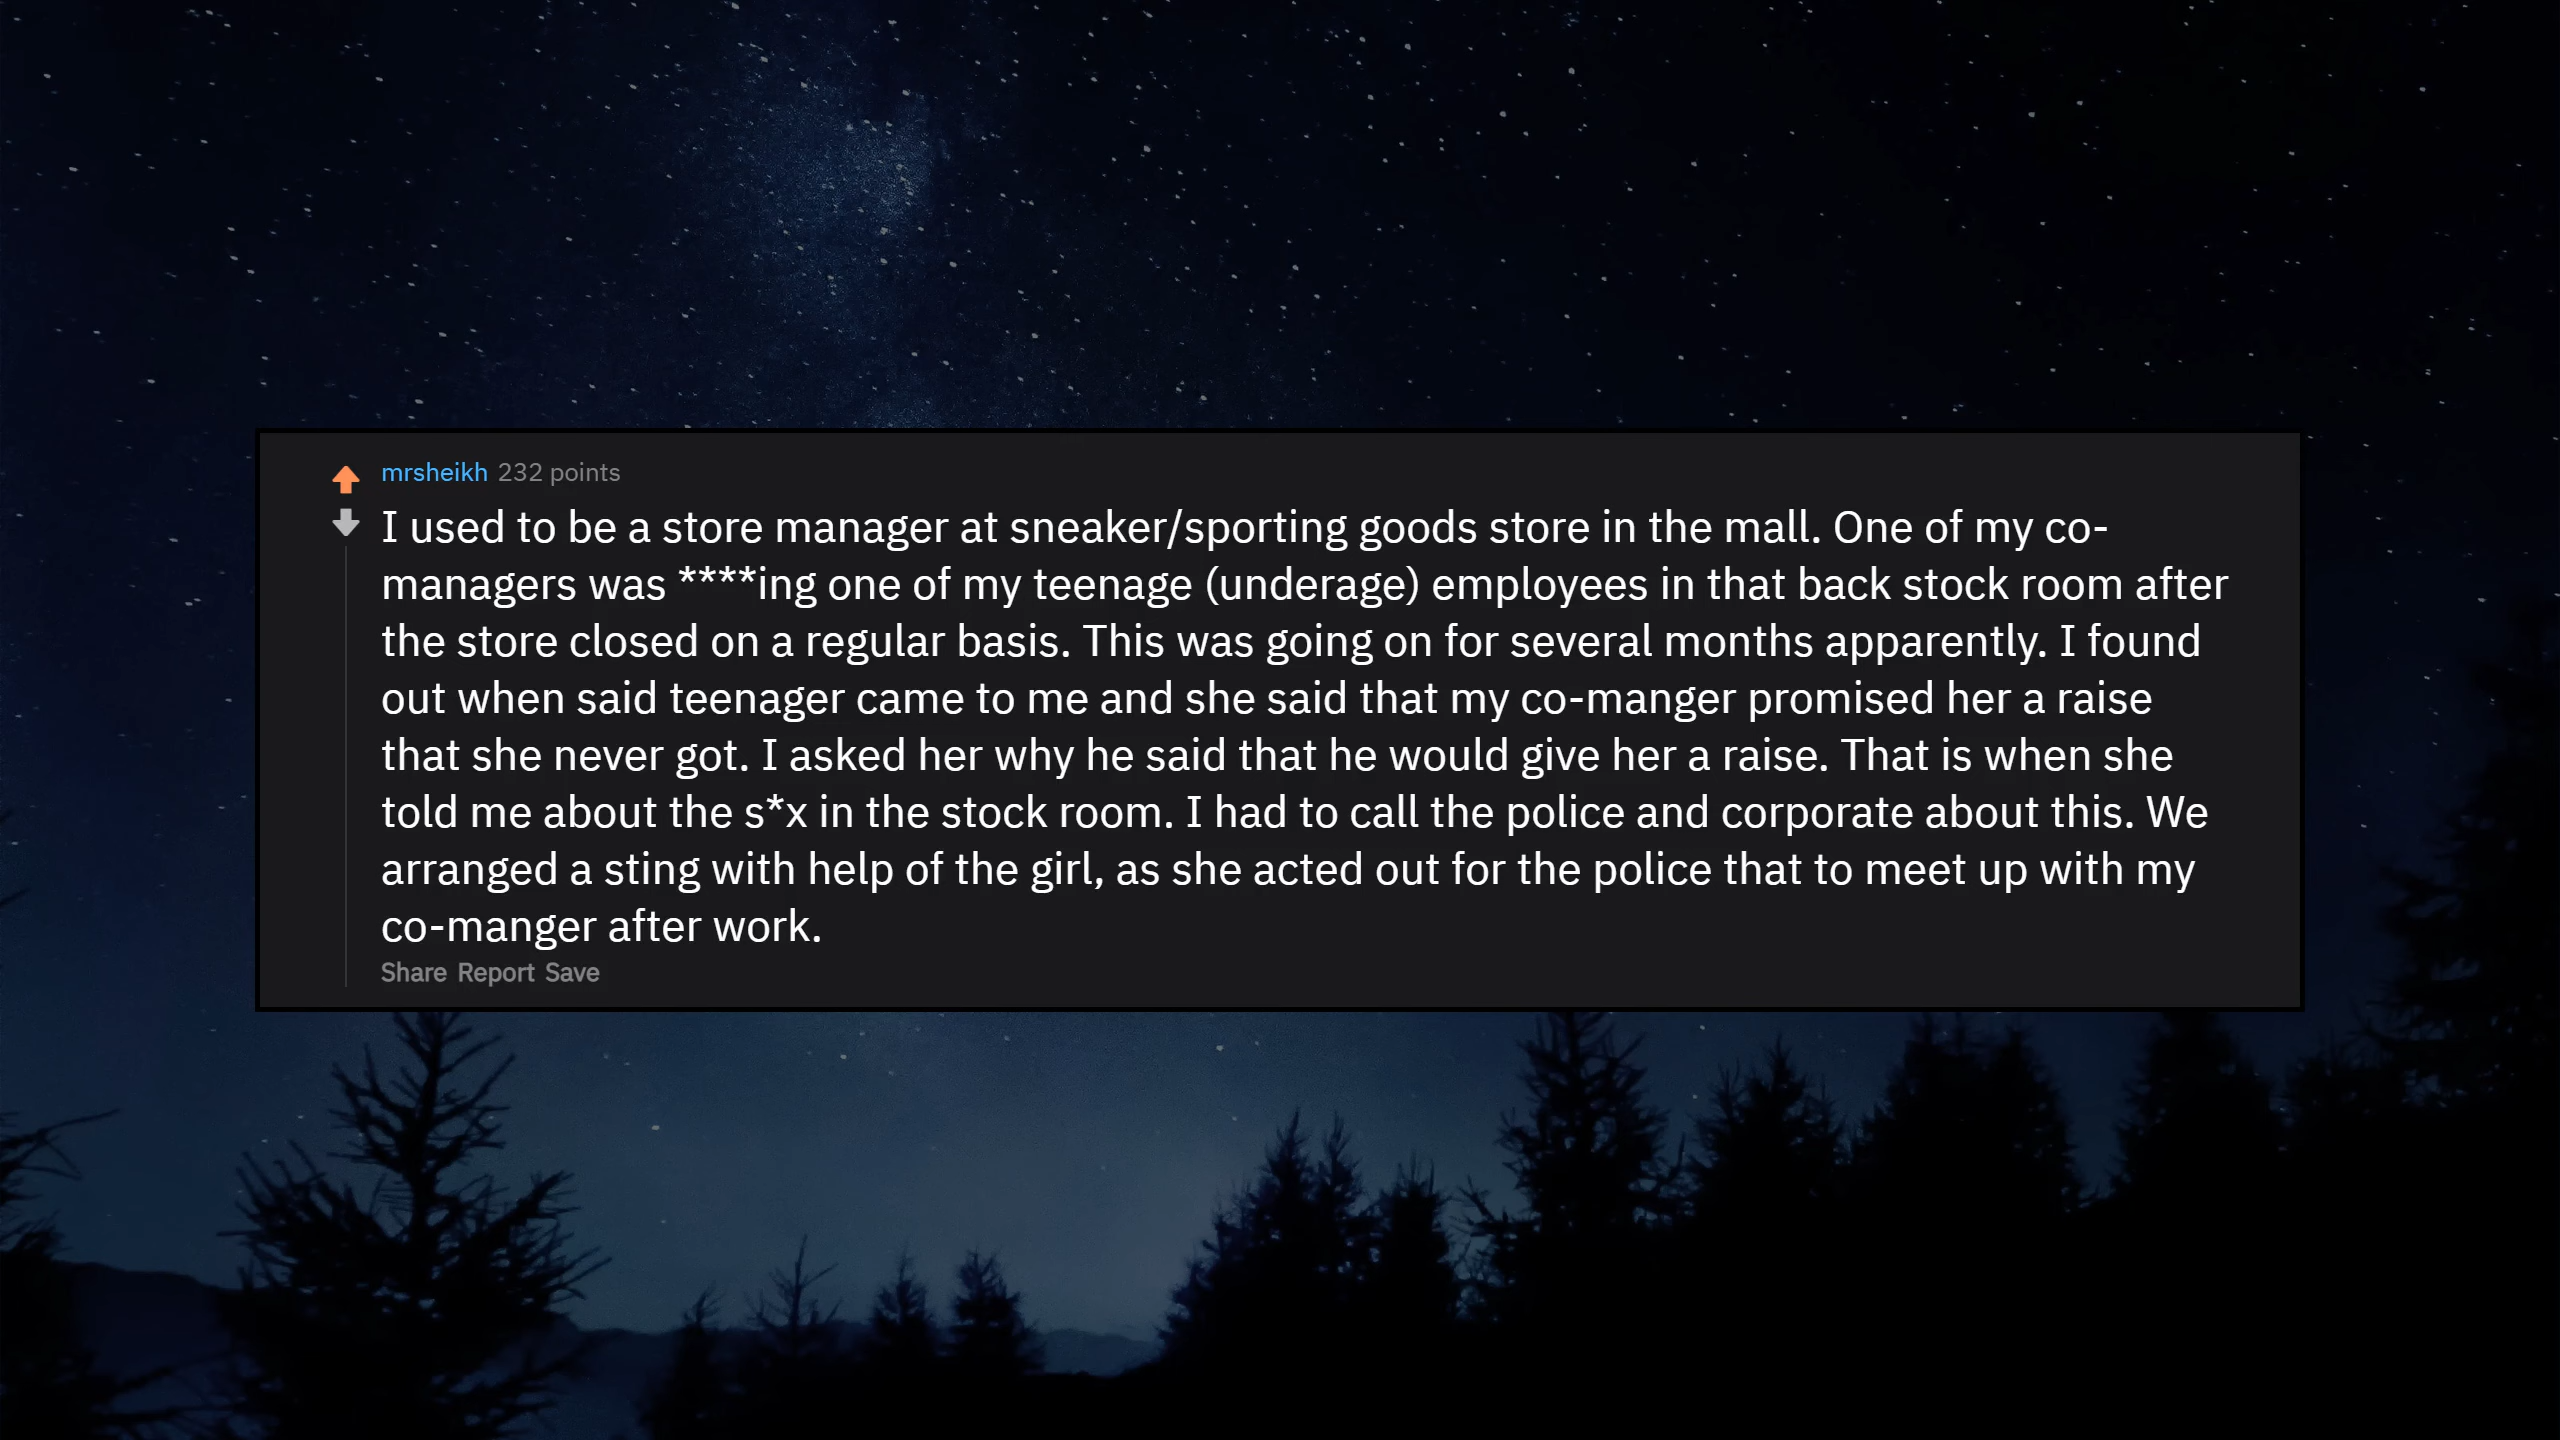 mrsheikh 232 points
I used to be a store manager at sneaker/sporting goods store in the mall. One of my co-
managers was ****ing one of my teenage (underage) employees in that back stock room after
the store closed on a regular basis. This was going on for several months apparently. I found
out when said teenager came to me and she said that my co-manger promised her a raise
that she never got. I asked her why he said that he would give her a raise. That is when she
told me about the s*x in the stock room. I had to call the police and corporate about this. We
arranged a sting with help of the girl, as she acted out for the police that to meet up with my
co-manger after work.
Share Report Save